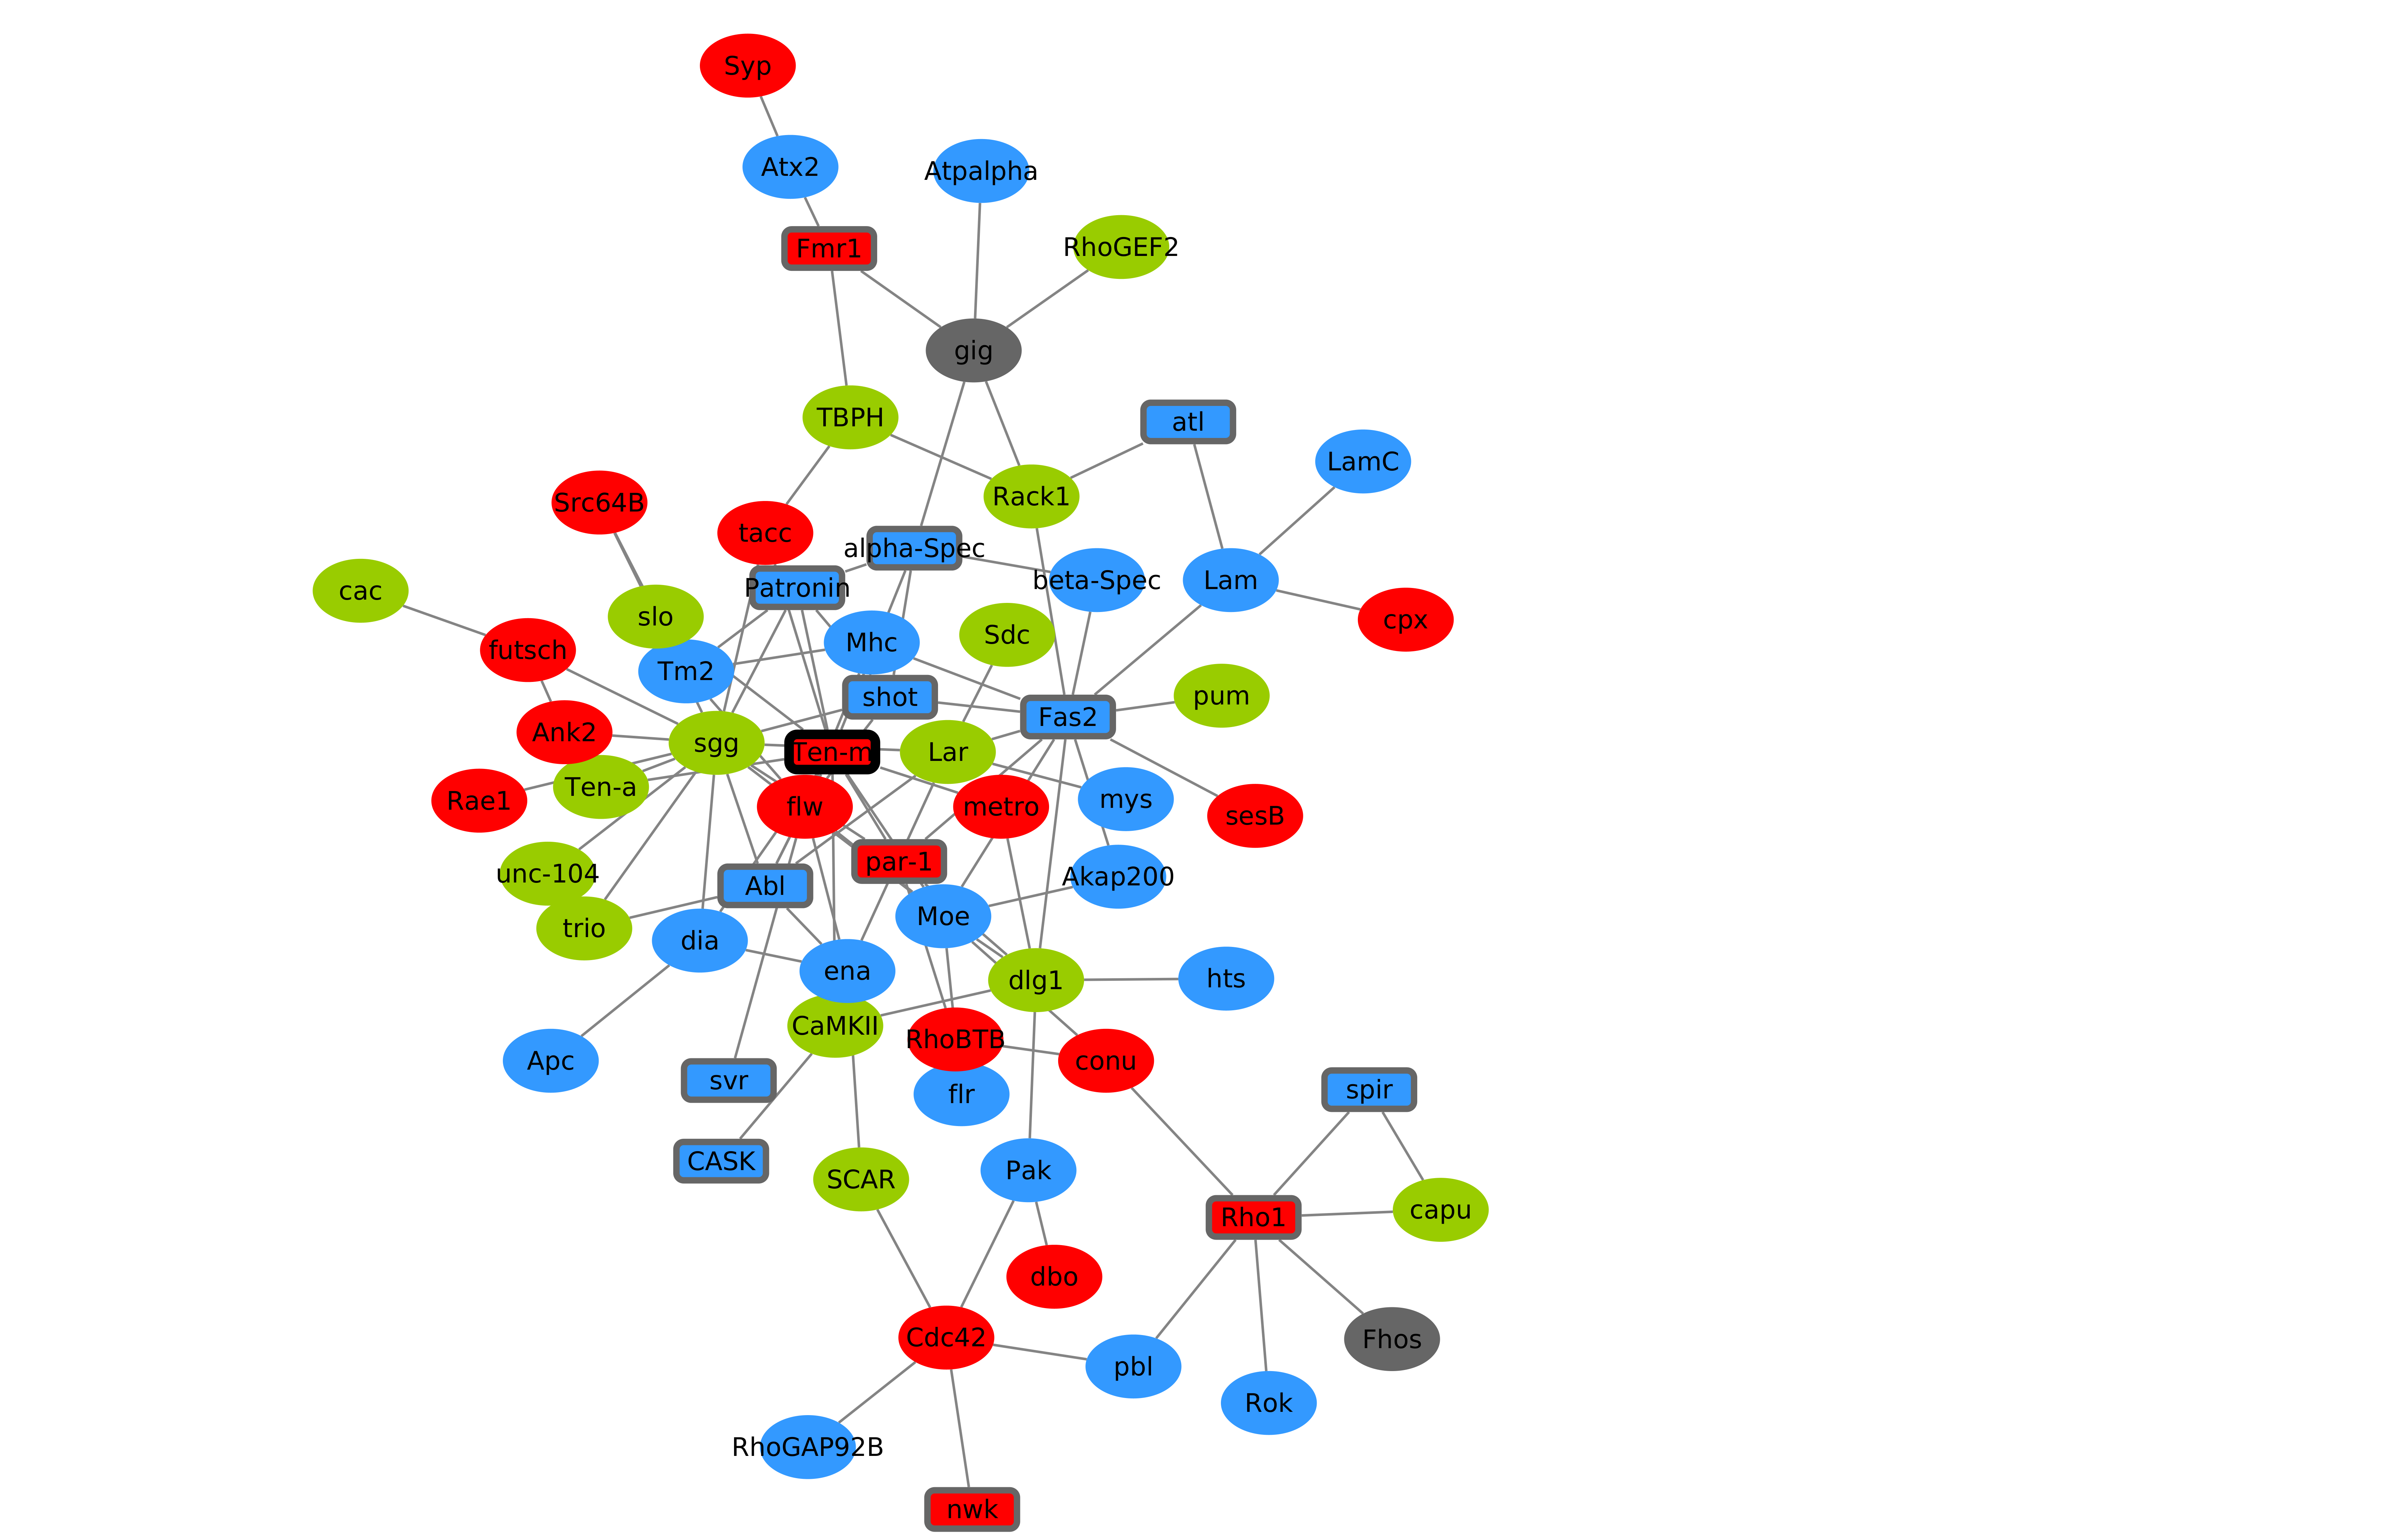 Syp
Atx2
Atpalpha
Fmr1
RhoGEF2
gig
TBPH
atl
LamC
Rack1
Src64B
tacc
alpha-Spec
beta-Spec
Lam
Patronin
cac
slo
cpx
Sdc
Mhc
futsch
Tm2
shot
pum
Fas2
Ank2
sgg
Ten-m
Lar
Ten-a
Rae1
flw
metro
mys
sesB
par-1
unc-104
Abl
Akap200
Moe
trio
dia
ena
dlg1
hts
CaMKII
RhoBTB
Apc
conu
svr
flr
spir
CASK
SCAR
Pak
Rho1
capu
dbo
Cdc42
Fhos
pbl
Rok
RhoGAP92B
nwk